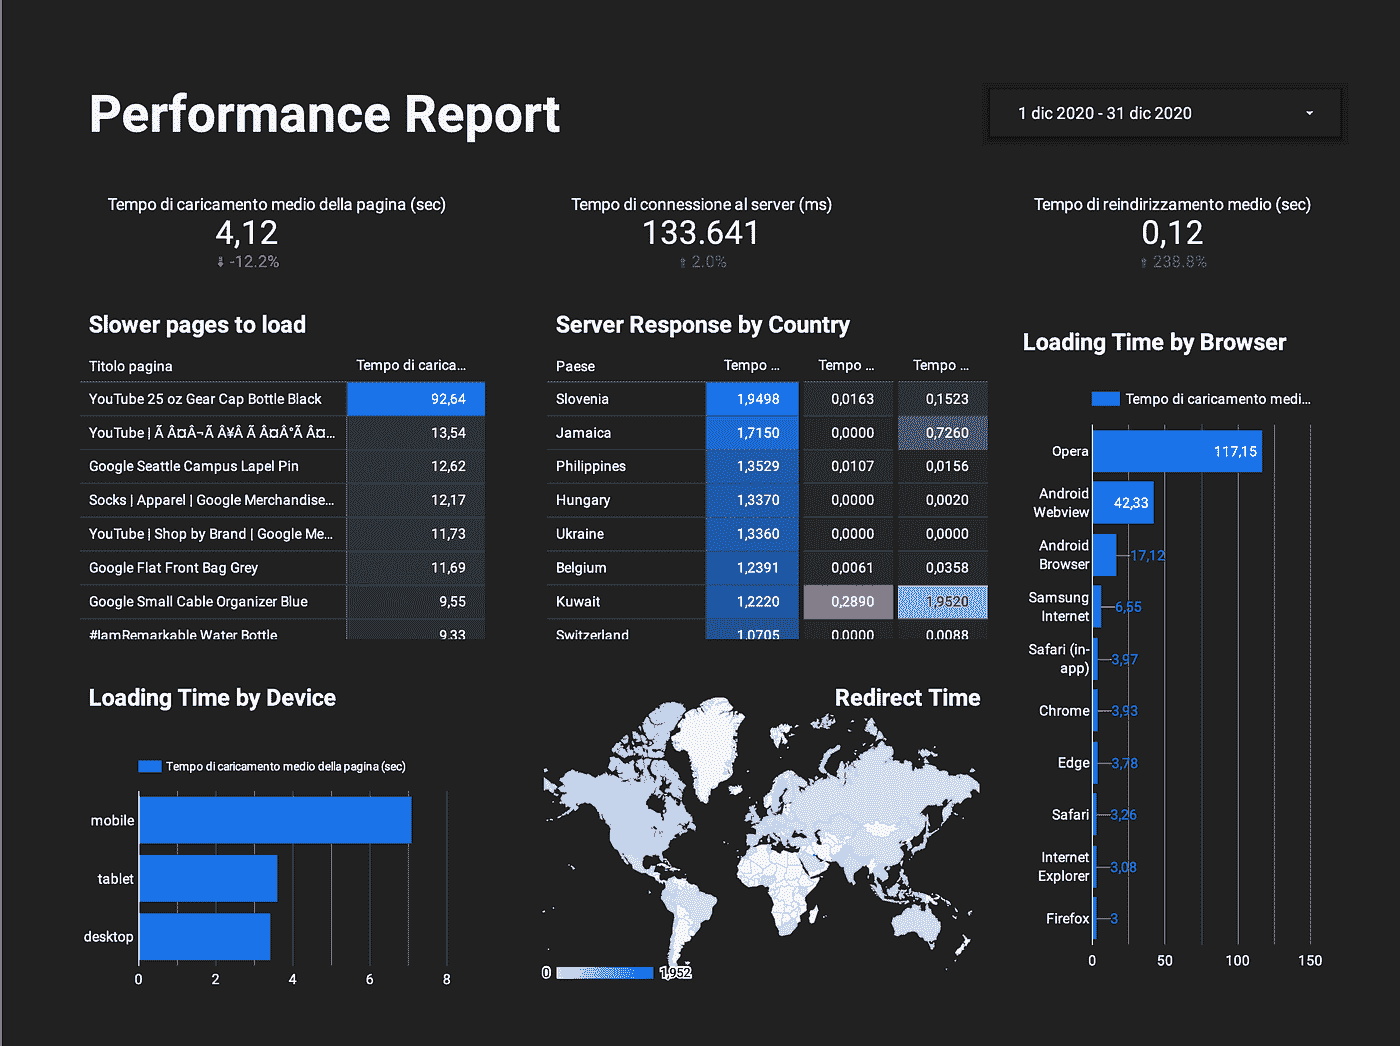 Performance Report
1 dic 2020 - 31 dic 2020
Tempo di caricamento medio della pagina (sec)
4,12
-12.2%
Tempo di connessione al server (ms)
133.641
2.0%
Tempo di reindirizzamento medio (sec)
0,12
238.8%
Slower pages to load
Titolo pagina Tempo di carica...
YouTube 25 oz Gear Cap Bottle Black 92,64
YouTube | Ã Â¤Â¬Ã Â¥Â Ã Â¤Â°Ã Â¤... 13,54
Google Seattle Campus Lapel Pin 12,62
Socks | Apparel | Google Merchandise... 12,17
YouTube | Shop by Brand | Google Me... 11,73
Google Flat Front Bag Grey 11,69
Google Small Cable Organizer Blue 9,55
#IamRemarkable Water Bottle 9,33
Server Response by Country
Paese Tempo ... Tempo ... Tempo ...
Slovenia 1,9498 0,0163 0,1523
Jamaica 1,7150 0,0000 0,7260
Philippines 1,3529 0,0107 0,0156
Hungary 1,3370 0,0000 0,0020
Ukraine 1,3360 0,0000 0,0000
Belgium 1,2391 0,0061 0,0358
Kuwait 1,2220 0,2890 1,9520
Switzerland 1,0705 0,0000 0,0088
Loading Time by Browser
Tempo di caricamento medi...
Opera 117,15
Android
Webview 42,33
Android
Browser 17,12
Samsung
Internet 6,55
Safari (in-
app) 3,97
Chrome 3,93
Edge 3,78
Safari 3,26
Internet
Explorer 3,08
Firefox 3
0 50 100 150
Loading Time by Device
Tempo di caricamento medio della pagina (sec)
mobile
tablet
desktop
0 2 4 6 8
Redirect Time
0 1,952